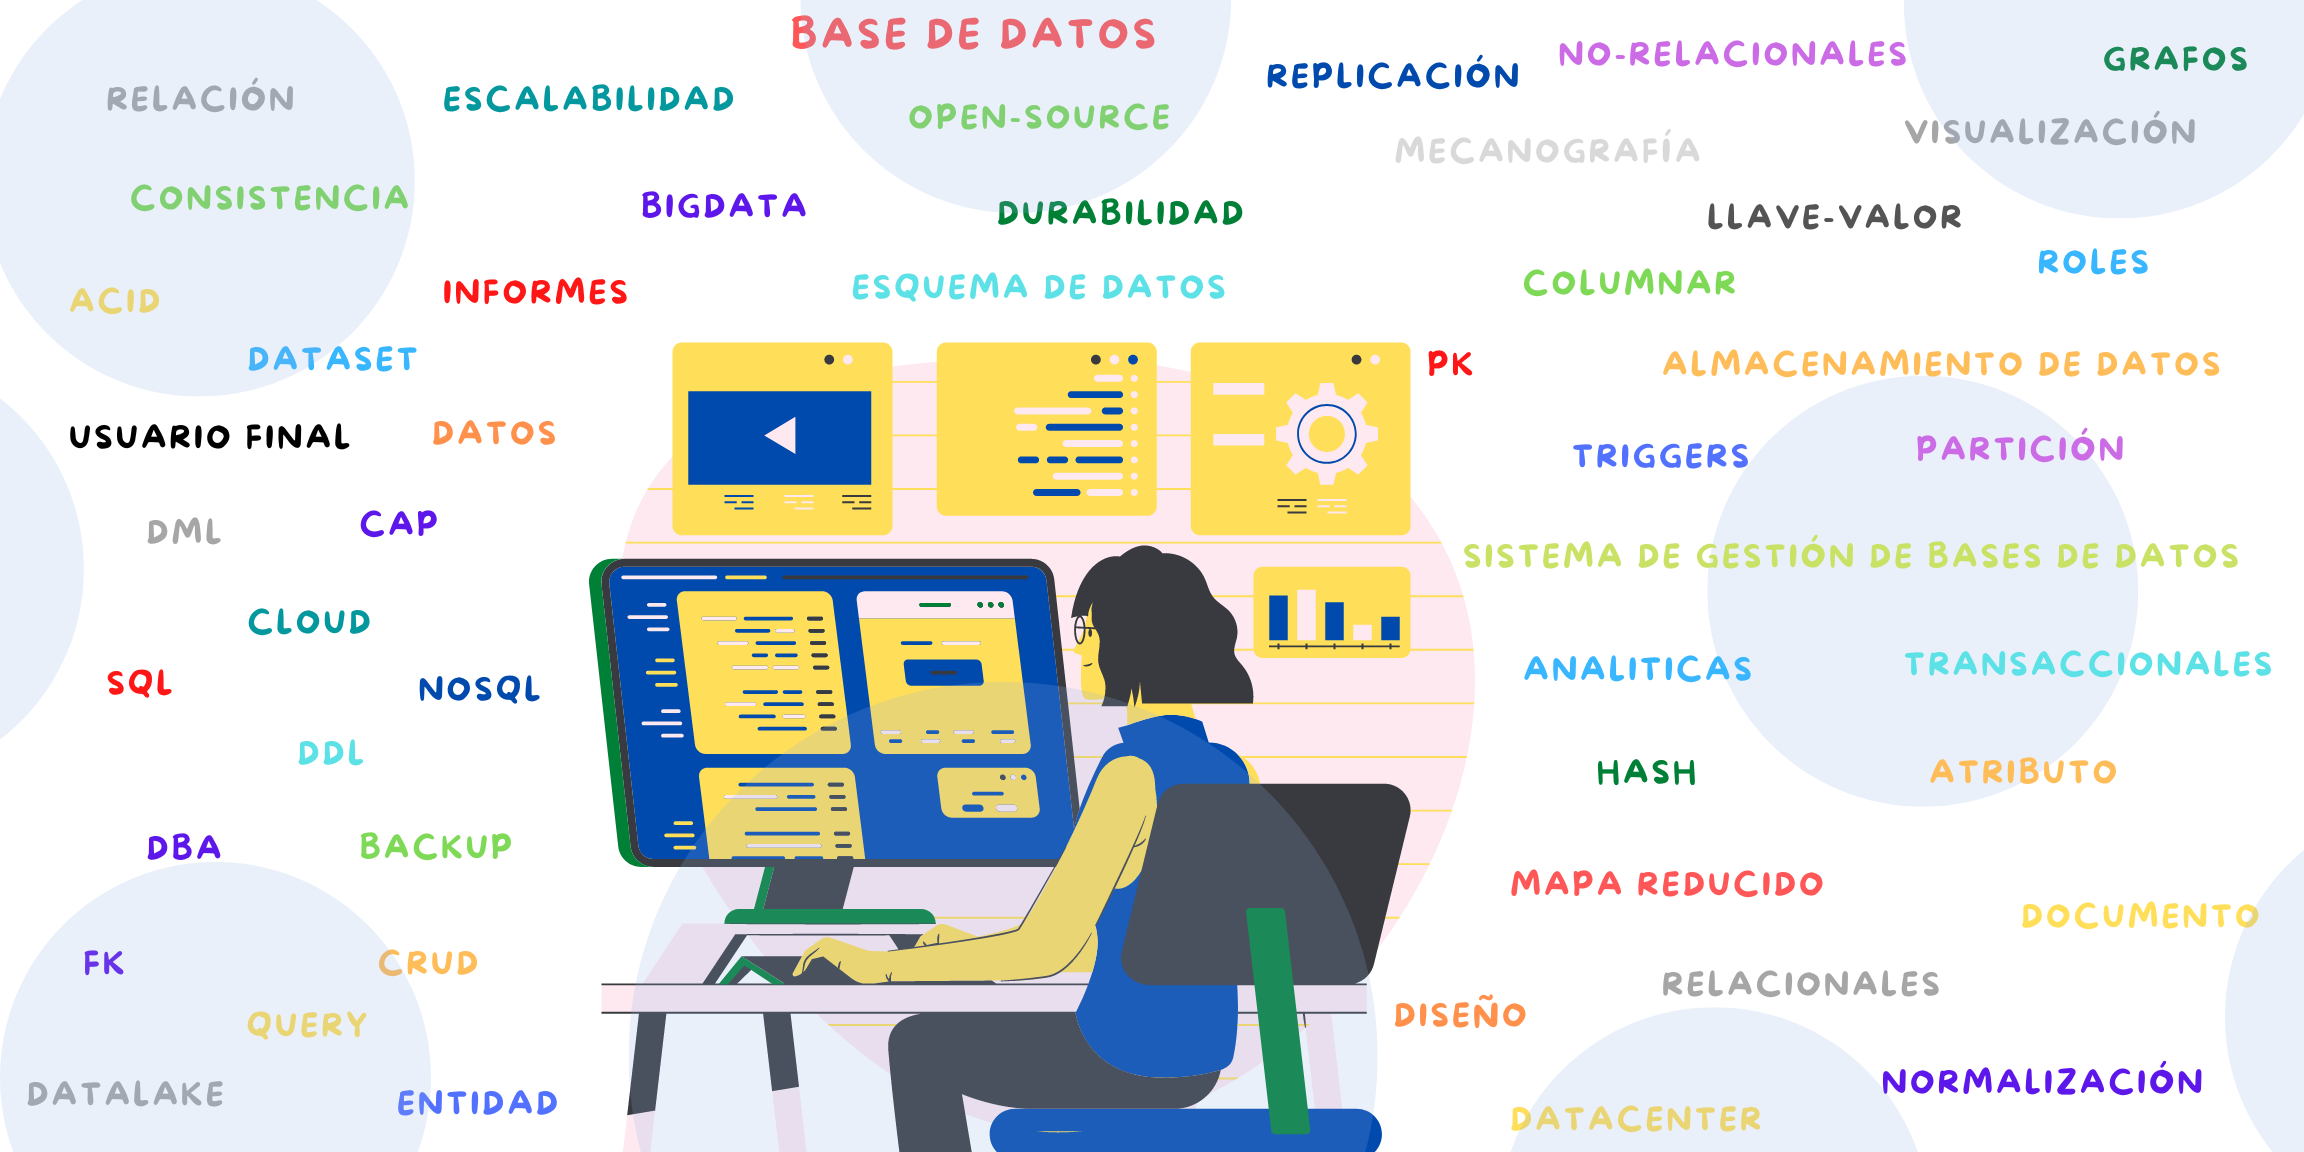 BASE DE DATOS
NO-RELACIONALES
GRAFOS
REPLICACIÓN
RELACIÓN
ESCALABILIDAD
OPEN-SOURCE
VISUALIZACIÓN
MECANOGRAFÍA
CONSISTENCIA
BIGDATA
DURABILIDAD
LLAVE-VALOR
ROLES
ACID
INFORMES
ESQUEMA DE DATOS
COLUMNAR
DATASET
PK
ALMACENAMIENTO DE DATOS
USUARIO FINAL
DATOS
TRIGGERS
PARTICIÓN
DML
CAP
SISTEMA DE GESTIÓN DE BASES DE DATOS
CLOUD
SQL
NOSQL
ANALITICAS
TRANSACCIONALES
DDL
HASH
ATRIBUTO
DBA
BACKUP
MAPA REDUCIDO
DOCUMENTO
FK
CRUD
RELACIONALES
QUERY
DISEÑO
DATALAKE
ENTIDAD
NORMALIZACIÓN
DATACENTER